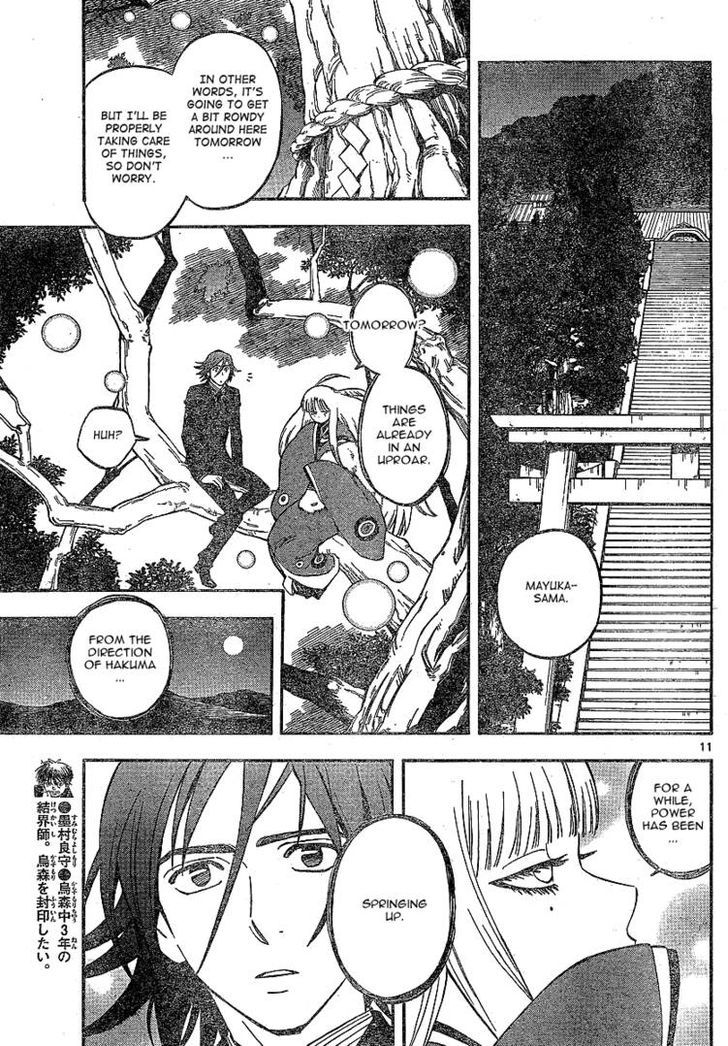 MAYUKA-
SAMA.
IN OTHER
WORDS, IT'S
GOING TO GET
A BIT ROWDY
AROUND HERE
TOMORROW
...
BUT I'LL BE
PROPERLY
TAKING CARE
OF THINGS,
SO DON'T
WORRY.
TOMORROW?
THINGS
ARE
ALREADY
IN AN
UPROAR.
HUH?
FROM THE
DIRECTION
OF HAKUMA
...
11
FOR A
WHILE,
POWER
HAS BEEN
...
SPRINGING
UP.
墨村良守
烏森中3年の
結界師。烏森を封印したい。